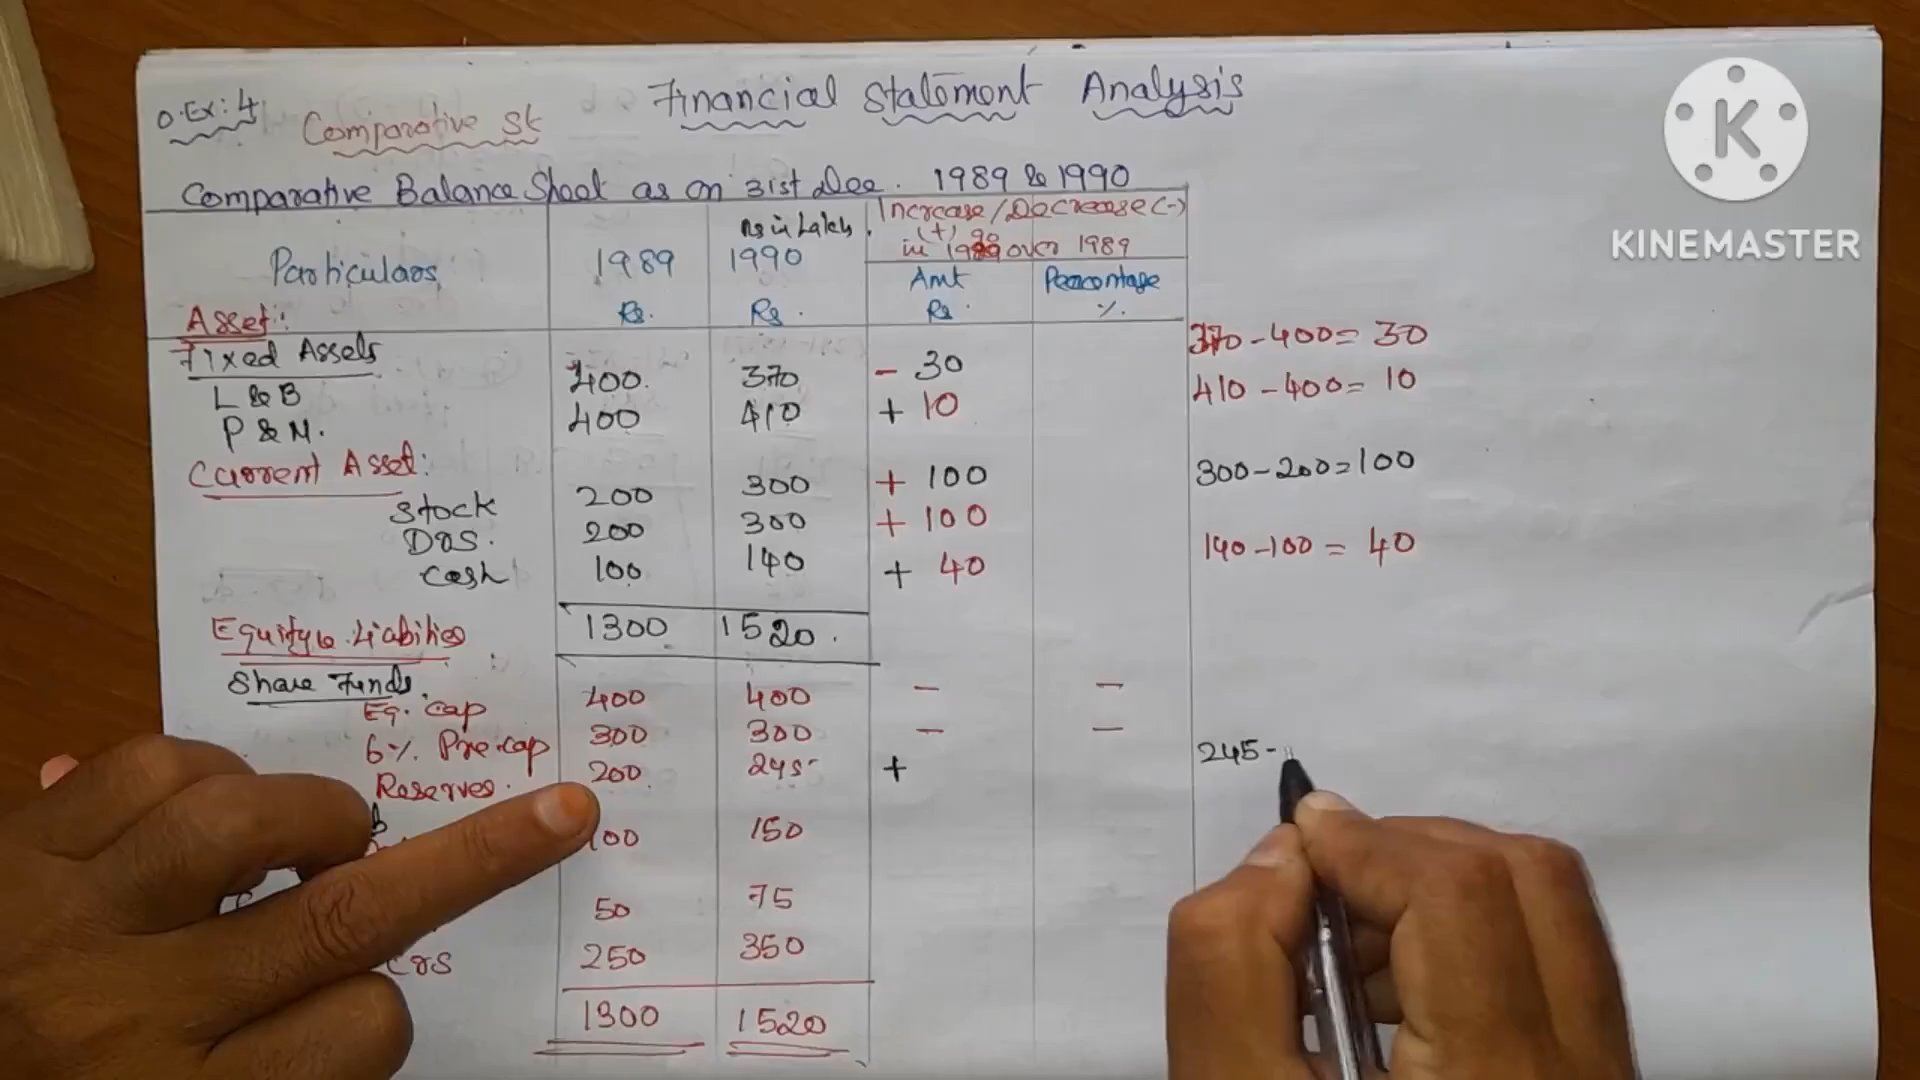 O.Ex: 4
Financial Statement Analysis
Comparative St
Comparative Balance Sheet as on 31st Dec. 1989 & 1990
Particulars 1989 Rs. Rs in Lakhs 1990 Rs. Increase/Decrease (-)
(+) in 1990 over 1989
Amt Rs. Percentage %.
Asset:
Fixed Assets
L & B 400 370 - 30 370 - 400 = 30
P & M. 400 410 + 10 410 - 400 = 10
Current Asset:
Stock 200 300 + 100 300 - 200 = 100
Drs. 200 300 + 100
Cash 100 140 + 40 140 - 100 = 40
1300 1520.
Equity & Liabilities
Share Funds
Eq. Cap 400 400 - -
6% Pre. Cap 300 300 - -
Reserves. 200 245 + 245 -
100 150
50 75
Crs 250 350
1300 1520
K
KINEMASTER